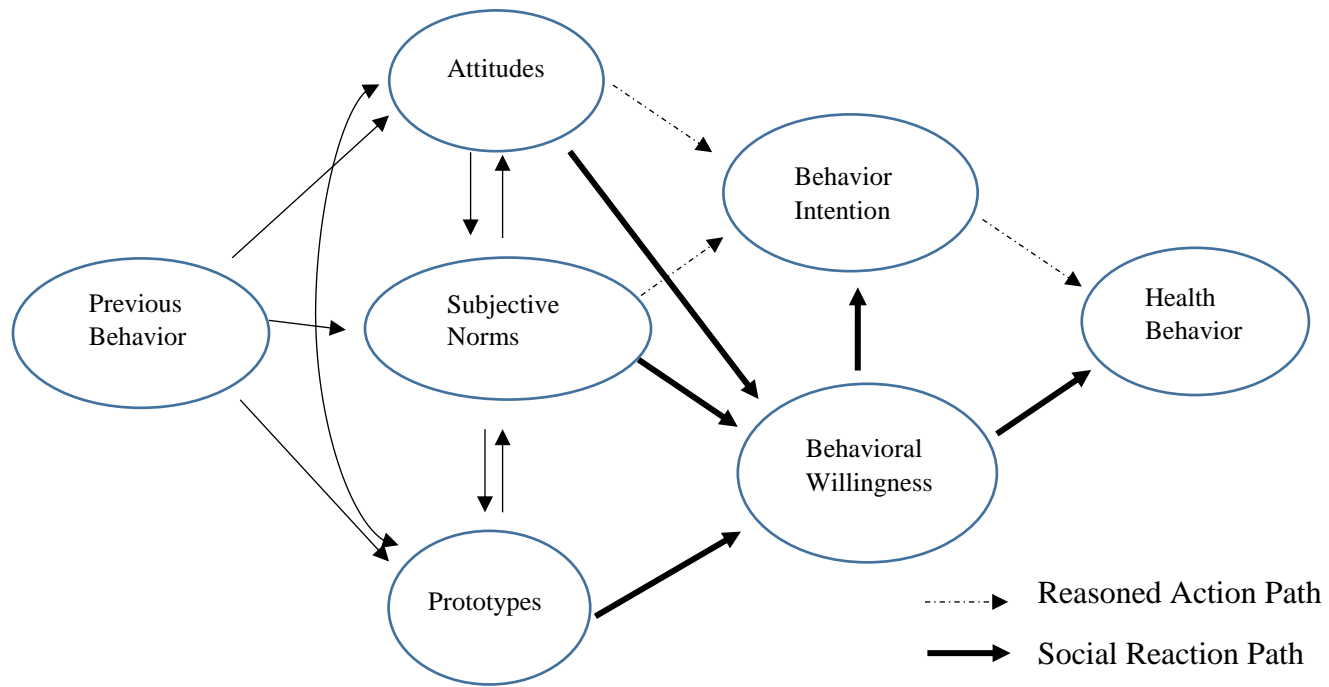 Attitudes
Behavior
Intention
Previous
Behavior
Subjective
Norms
Health
Behavior
Behavioral
Willingness
Prototypes
Reasoned Action Path
Social Reaction Path